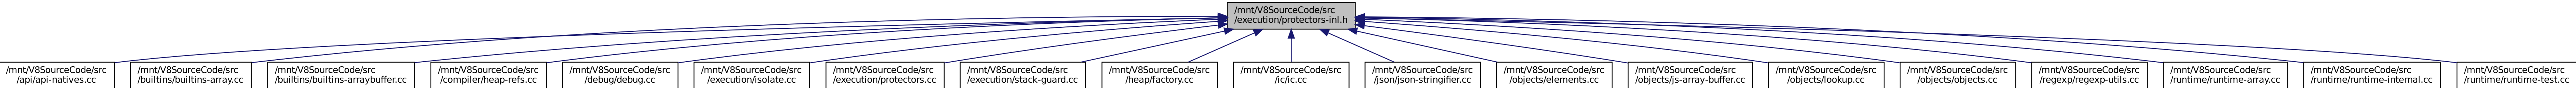 /mnt/V8SourceCode/src
/execution/protectors-inl.h
/mnt/V8SourceCode/src
/api/api-natives.cc
/mnt/V8SourceCode/src
/builtins/builtins-array.cc
/mnt/V8SourceCode/src
/builtins/builtins-arraybuffer.cc
/mnt/V8SourceCode/src
/compiler/heap-refs.cc
/mnt/V8SourceCode/src
/debug/debug.cc
/mnt/V8SourceCode/src
/execution/isolate.cc
/mnt/V8SourceCode/src
/execution/protectors.cc
/mnt/V8SourceCode/src
/execution/stack-guard.cc
/mnt/V8SourceCode/src
/heap/factory.cc
/mnt/V8SourceCode/src
/ic/ic.cc
/mnt/V8SourceCode/src
/json/json-stringifier.cc
/mnt/V8SourceCode/src
/objects/elements.cc
/mnt/V8SourceCode/src
/objects/js-array-buffer.cc
/mnt/V8SourceCode/src
/objects/lookup.cc
/mnt/V8SourceCode/src
/objects/objects.cc
/mnt/V8SourceCode/src
/regexp/regexp-utils.cc
/mnt/V8SourceCode/src
/runtime/runtime-array.cc
/mnt/V8SourceCode/src
/runtime/runtime-internal.cc
/mnt/V8SourceCode/src
/runtime/runtime-test.cc